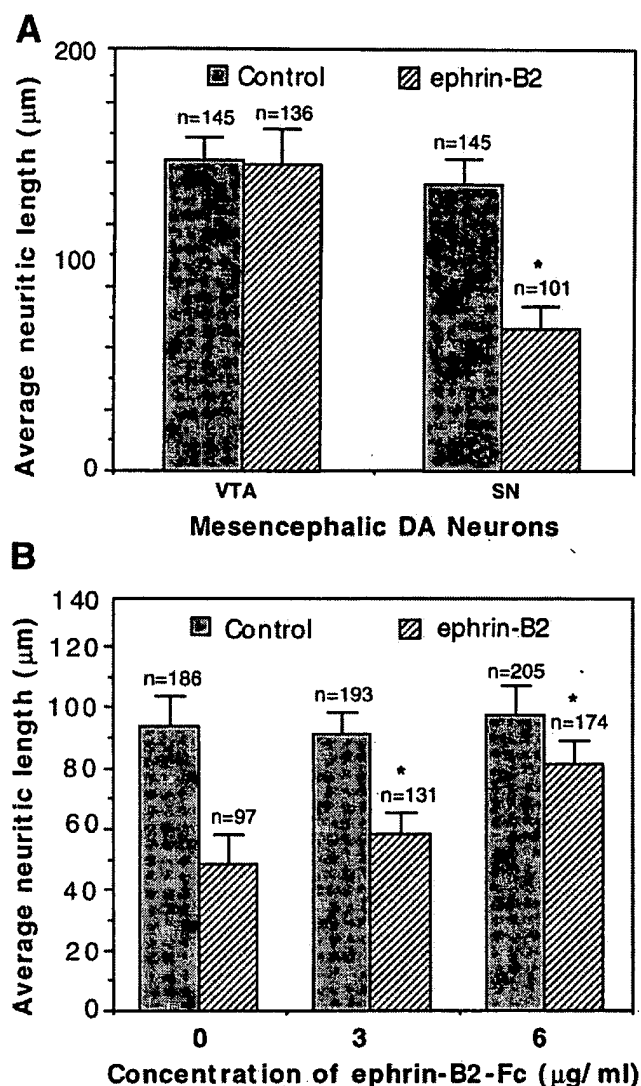 A
Average neuritic length (µm)
200
100
0
Control
ephrin-B2
n=145
n=136
n=145
*
n=101
VTA
SN
Mesencephalic DA Neurons
B
Average neuritic length (µm)
140
120
100
80
60
40
20
0
Control
ephrin-B2
n=186
n=97
n=193
*
n=131
n=205
*
n=174
0
3
6
Concentration of ephrin-B2-Fc (µg/ ml)